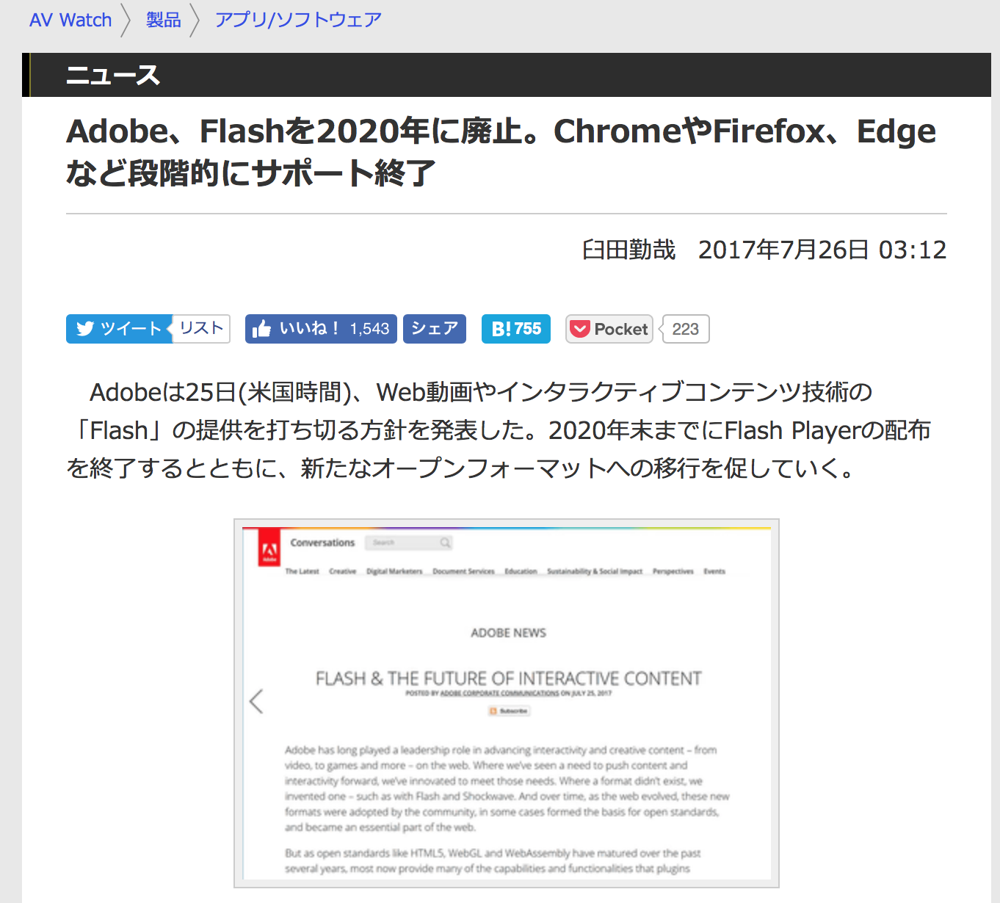 AV Watch 製品 アプリ/ソフトウェア
ニュース
Adobe、Flashを2020年に廃止。ChromeやFirefox、Edge
など段階的にサポート終了
臼田勤哉 2017年7月26日 03:12
ツイート リスト いいね！ 1,543 シェア B!755 Pocket 223
Adobeは25日(米国時間)、Web動画やインタラクティブコンテンツ技術の
「Flash」の提供を打ち切る方針を発表した。2020年末までにFlash Playerの配布
を終了するとともに、新たなオープンフォーマットへの移行を促していく。
Adobe
Conversations Search
The Latest Creative Digital Marketers Document Services Education Sustainability & Social Impact Perspectives Events
ADOBE NEWS
FLASH & THE FUTURE OF INTERACTIVE CONTENT
POSTED BY ADOBE CORPORATE COMMUNICATIONS ON JULY 25, 2017
Subscribe
Adobe has long played a leadership role in advancing interactivity and creative content – from
video, to games and more – on the web. Where we've seen a need to push content and
interactivity forward, we've innovated to meet those needs. Where a format didn't exist, we
invented one – such as with Flash and Shockwave. And over time, as the web evolved, these new
formats were adopted by the community, in some cases formed the basis for open standards,
and became an essential part of the web.
But as open standards like HTML5, WebGL and WebAssembly have matured over the past
several years, most now provide many of the capabilities and functionalities that plugins